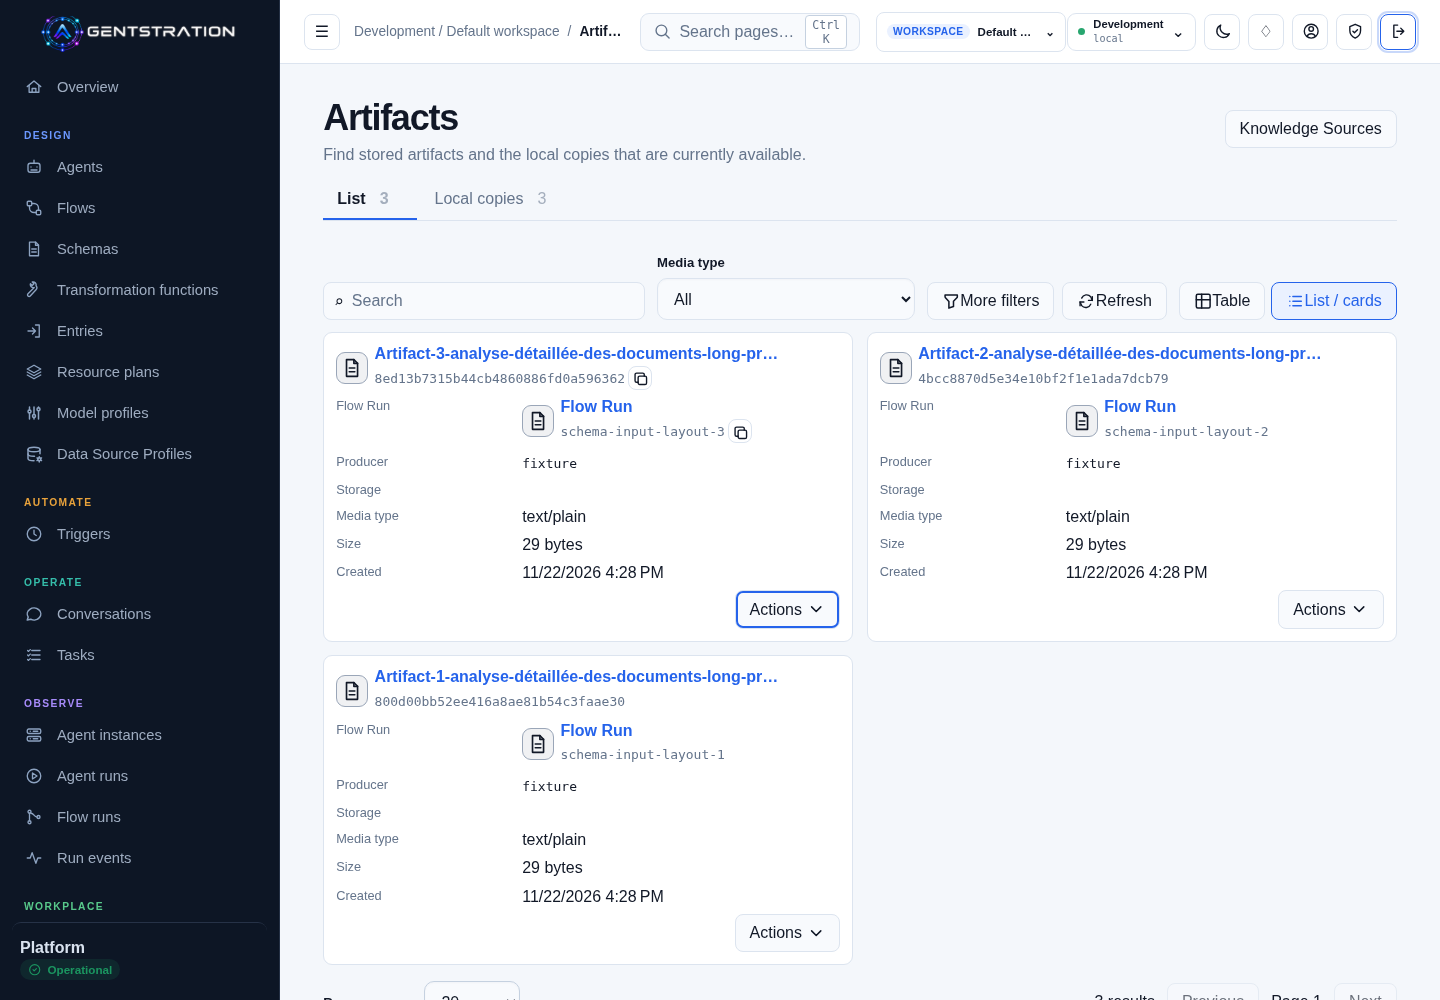 GENTSTRATION
Overview
DESIGN
Agents
Flows
Schemas
Transformation functions
Entries
Resource plans
Model profiles
Data Source Profiles
AUTOMATE
Triggers
OPERATE
Conversations
Tasks
OBSERVE
Agent instances
Agent runs
Flow runs
Run events
WORKPLACE
Platform
Operational
Development / Default workspace / Artif…
Search pages…
Ctrl K
WORKSPACE Default …
Development
local
Artifacts
Find stored artifacts and the local copies that are currently available.
Knowledge Sources
List 3
Local copies 3
Media type
Search
All
More filters
Refresh
Table
List / cards
Artifact-3-analyse-détaillée-des-documents-long-pr…
8ed13b7315b44cb4860886fd0a596362
Flow Run
Flow Run
schema-input-layout-3
Producer
fixture
Storage
Media type
text/plain
Size
29 bytes
Created
11/22/2026 4:28 PM
Actions
Artifact-2-analyse-détaillée-des-documents-long-pr…
4bcc8870d5e34e10bf2f1e1ada7dcb79
Flow Run
Flow Run
schema-input-layout-2
Producer
fixture
Storage
Media type
text/plain
Size
29 bytes
Created
11/22/2026 4:28 PM
Actions
Artifact-1-analyse-détaillée-des-documents-long-pr…
800d00bb52ee416a8ae81b54c3faae30
Flow Run
Flow Run
schema-input-layout-1
Producer
fixture
Storage
Media type
text/plain
Size
29 bytes
Created
11/22/2026 4:28 PM
Actions
20
3 results
Previous
Page 1
Next